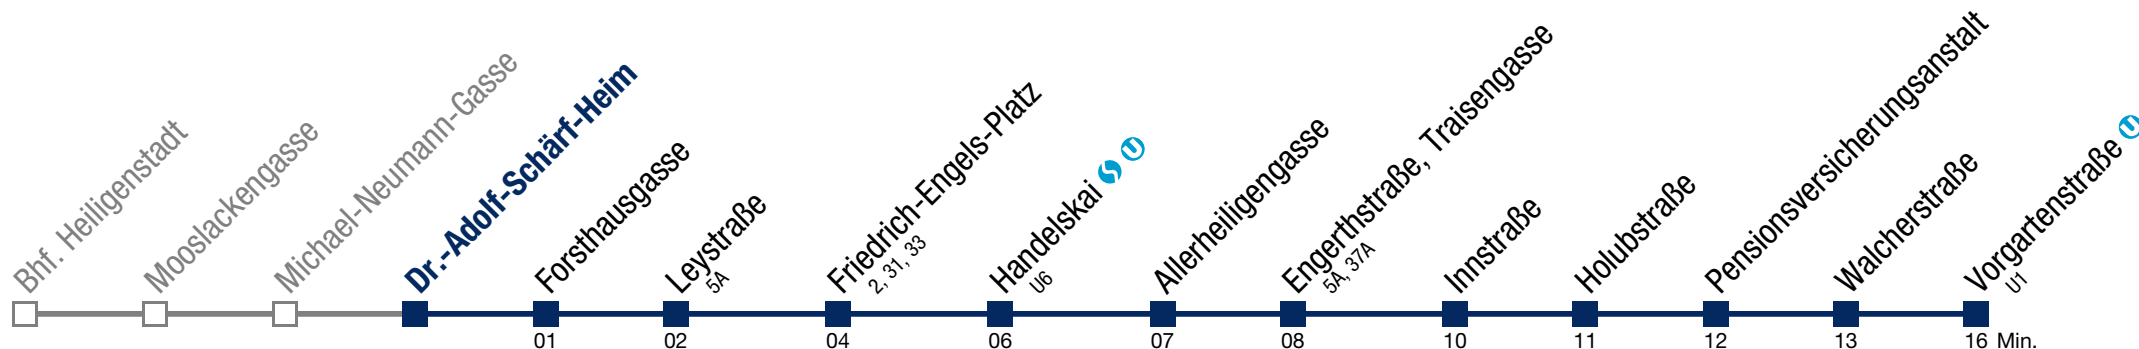 Bhf. Heiligenstadt
Mooslackengasse
Michael-Neumann-Gasse
Dr.-Adolf-Schärf-Heim
Forsthausgasse
01
Leystraße
5A
02
Friedrich-Engels-Platz
2, 31, 33
04
Handelskai S U
U6
06
Allerheiligengasse
07
Engerthstraße, Traisengasse
5A, 37A
08
Innstraße
10
Holubstraße
11
Pensionsversicherungsanstalt
12
Walcherstraße
13
Vorgartenstraße U
U1
16 Min.